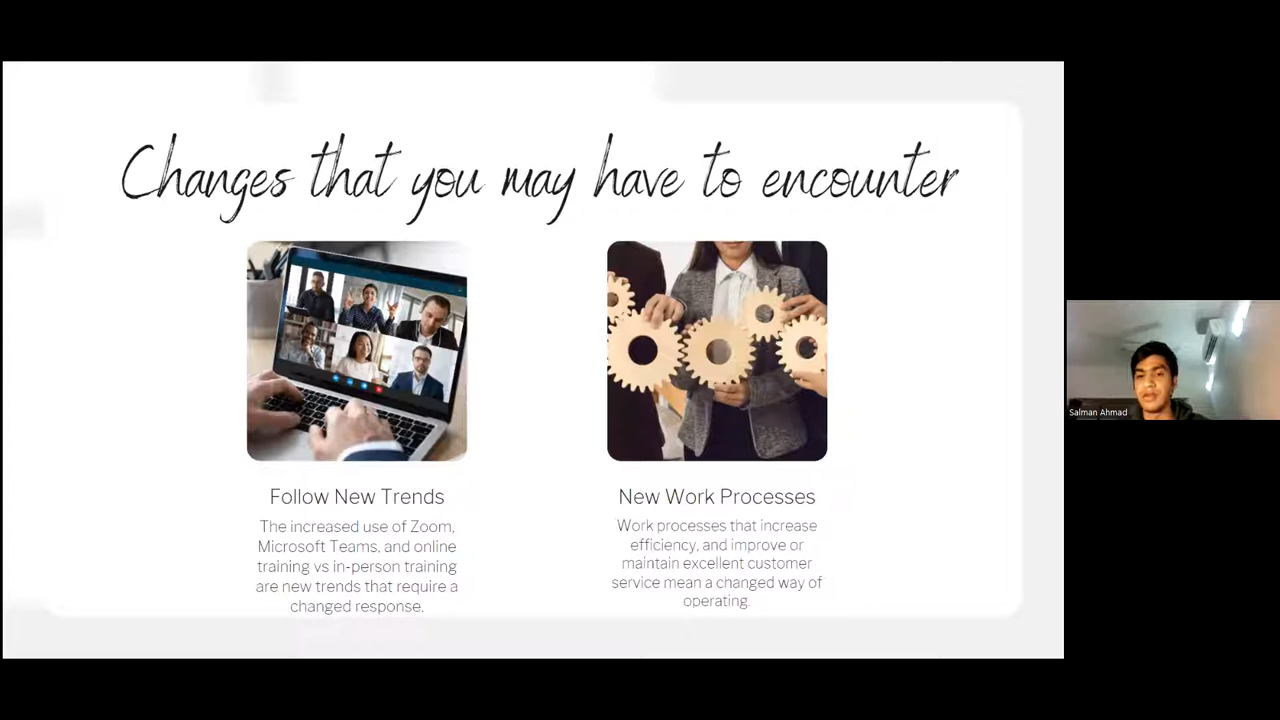 Changes that you may have to encounter
Follow New Trends
The increased use of Zoom,
Microsoft Teams, and online
training vs in-person training
are new trends that require a
changed response.
New Work Processes
Work processes that increase
efficiency, and improve or
maintain excellent customer
service mean a changed way of
operating.
Salman Ahmad